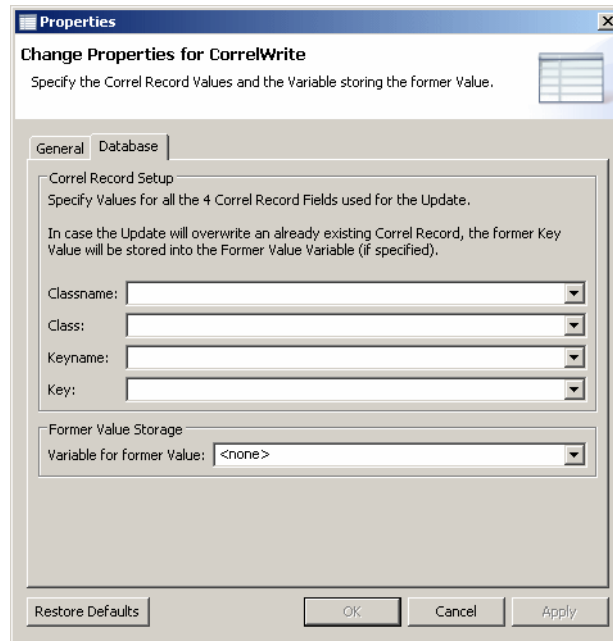 Properties
Change Properties for CorrelWrite
Specify the Correl Record Values and the Variable storing the former Value.
General
Database
Correl Record Setup
Specify Values for all the 4 Correl Record Fields used for the Update.
In case the Update will overwrite an already existing Correl Record, the former Key
Value will be stored into the Former Value Variable (if specified).
Classname:
Class:
Keyname:
Key:
Former Value Storage
Variable for former Value: <none>
Restore Defaults
OK
Cancel
Apply